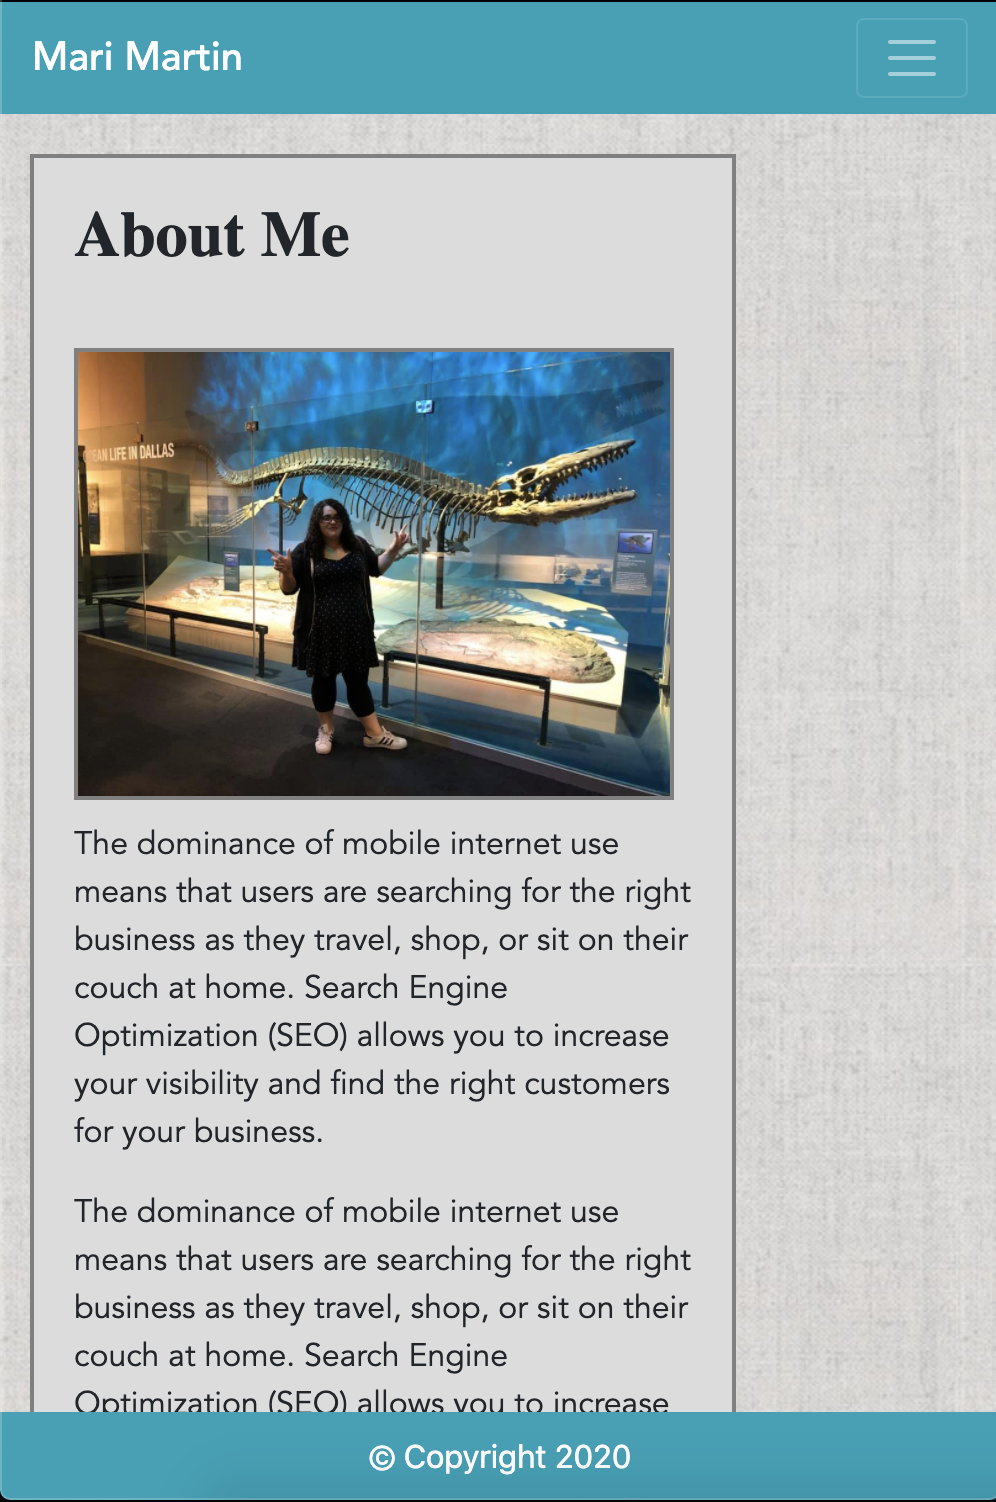 Mari Martin
About Me
EAN LIFE IN DALLAS
The dominance of mobile internet use
means that users are searching for the right
business as they travel, shop, or sit on their
couch at home. Search Engine
Optimization (SEO) allows you to increase
your visibility and find the right customers
for your business.
The dominance of mobile internet use
means that users are searching for the right
business as they travel, shop, or sit on their
couch at home. Search Engine
Optimization (SEO) allows you to increase
© Copyright 2020